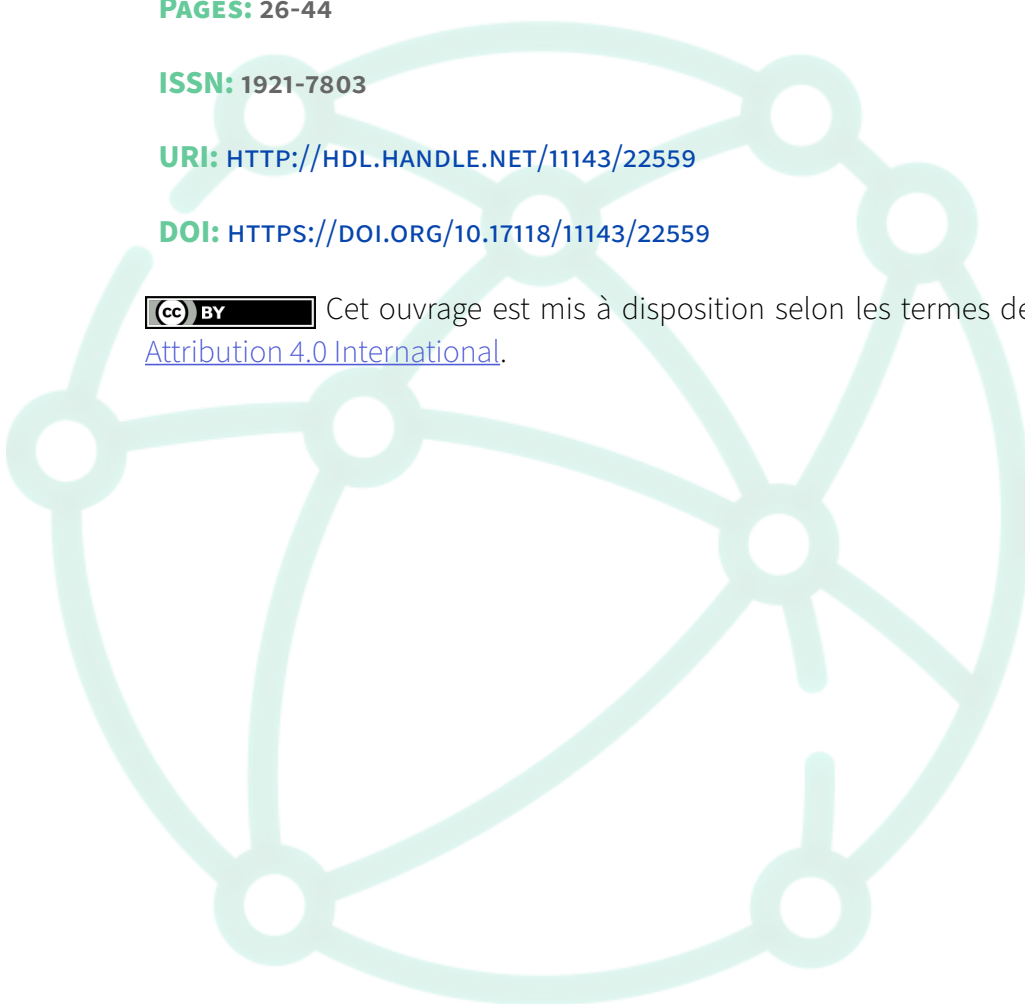 PAGES: 26-44
ISSN: 1921-7803
URI: HTTP://HDL.HANDLE.NET/11143/22559
DOI: HTTPS://DOI.ORG/10.17118/11143/22559
(cc) BY Cet ouvrage est mis à disposition selon les termes de
Attribution 4.0 International.